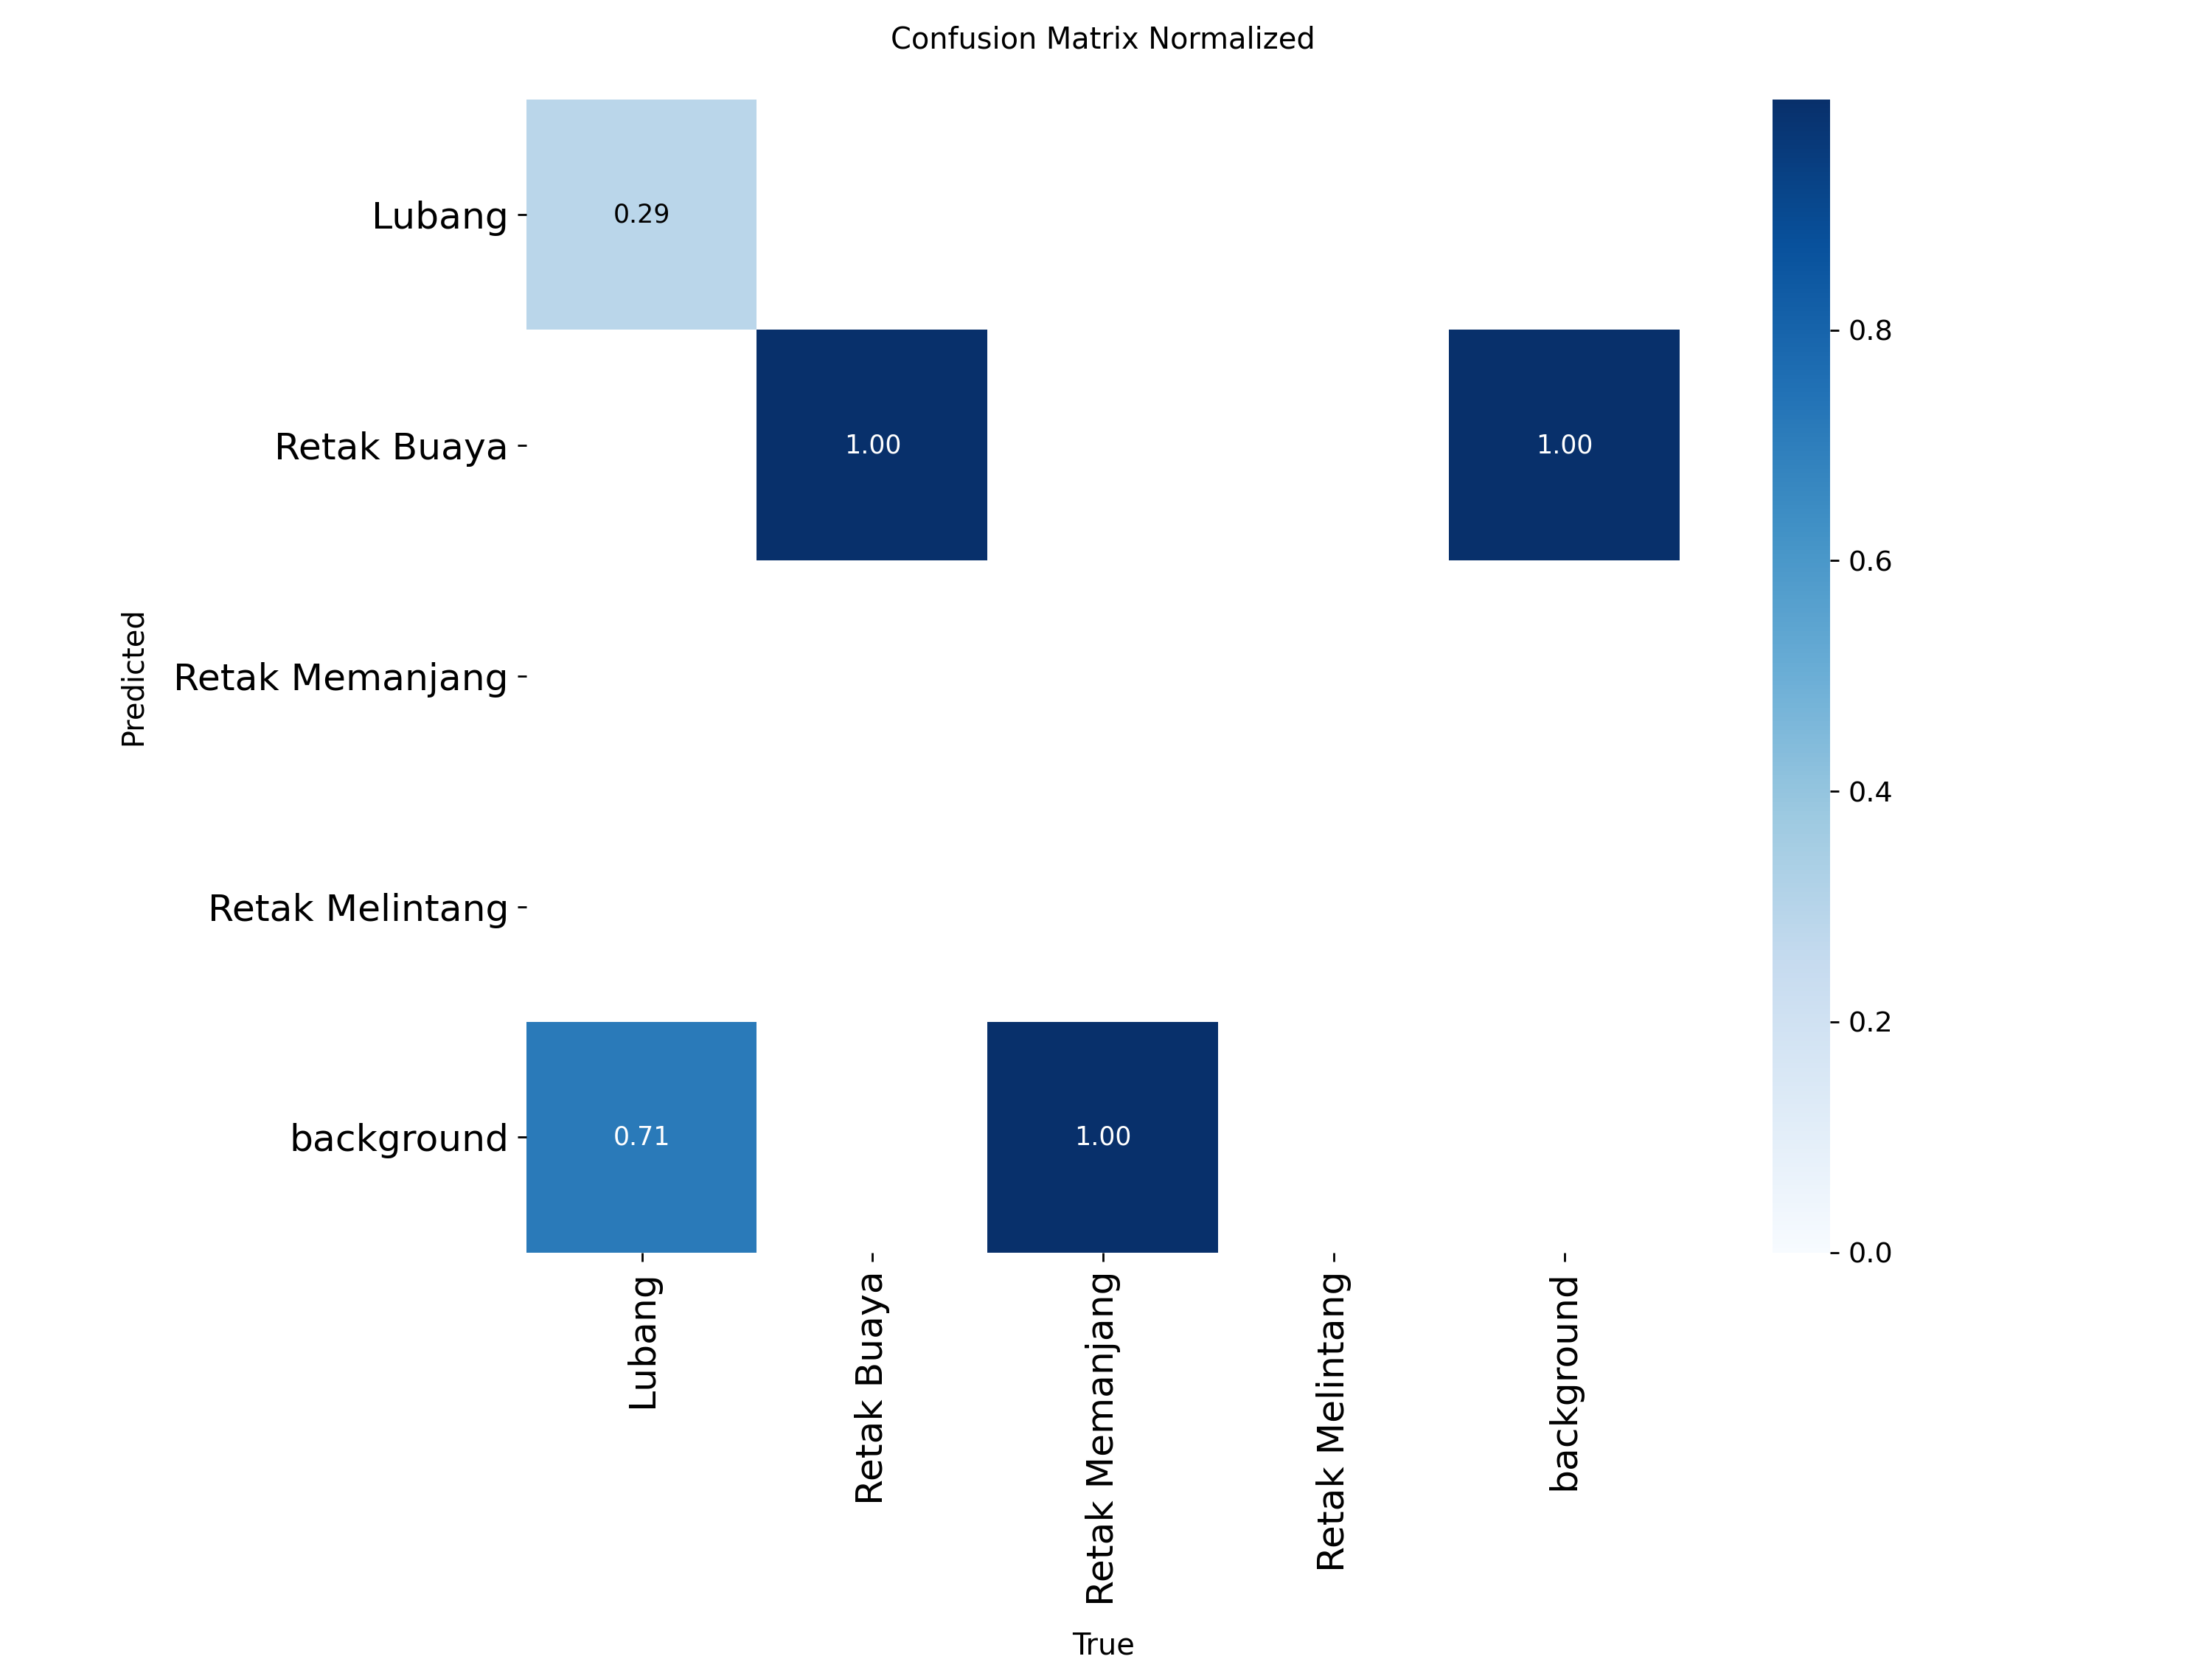 Confusion Matrix Normalized
Lubang
0.29
Retak Buaya
1.00
1.00
Retak Memanjang
Retak Melintang
background
0.71
1.00
Predicted
Lubang
Retak Buaya
Retak Memanjang
Retak Melintang
background
True
0.8
0.6
0.4
0.2
0.0